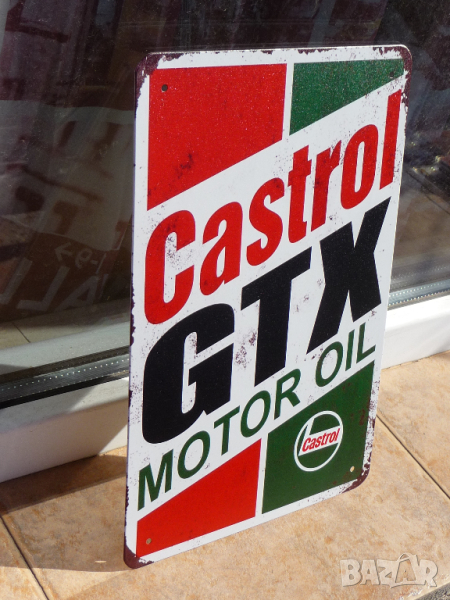 Castrol
GTX
MOTOR OIL
Castrol
BAZAR